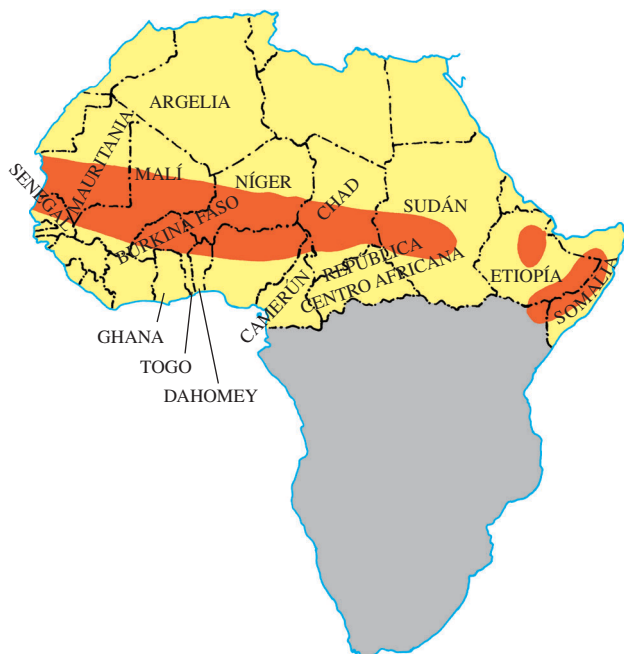 ARGELIA
MAURITANIA
SENEGAL
MALÍ
NÍGER
CHAD
SUDÁN
BURKINA FASO
REPÚBLICA
CENTRO AFRICANA
CAMERÚN
ETIOPÍA
SOMALIA
GHANA
TOGO
DAHOMEY